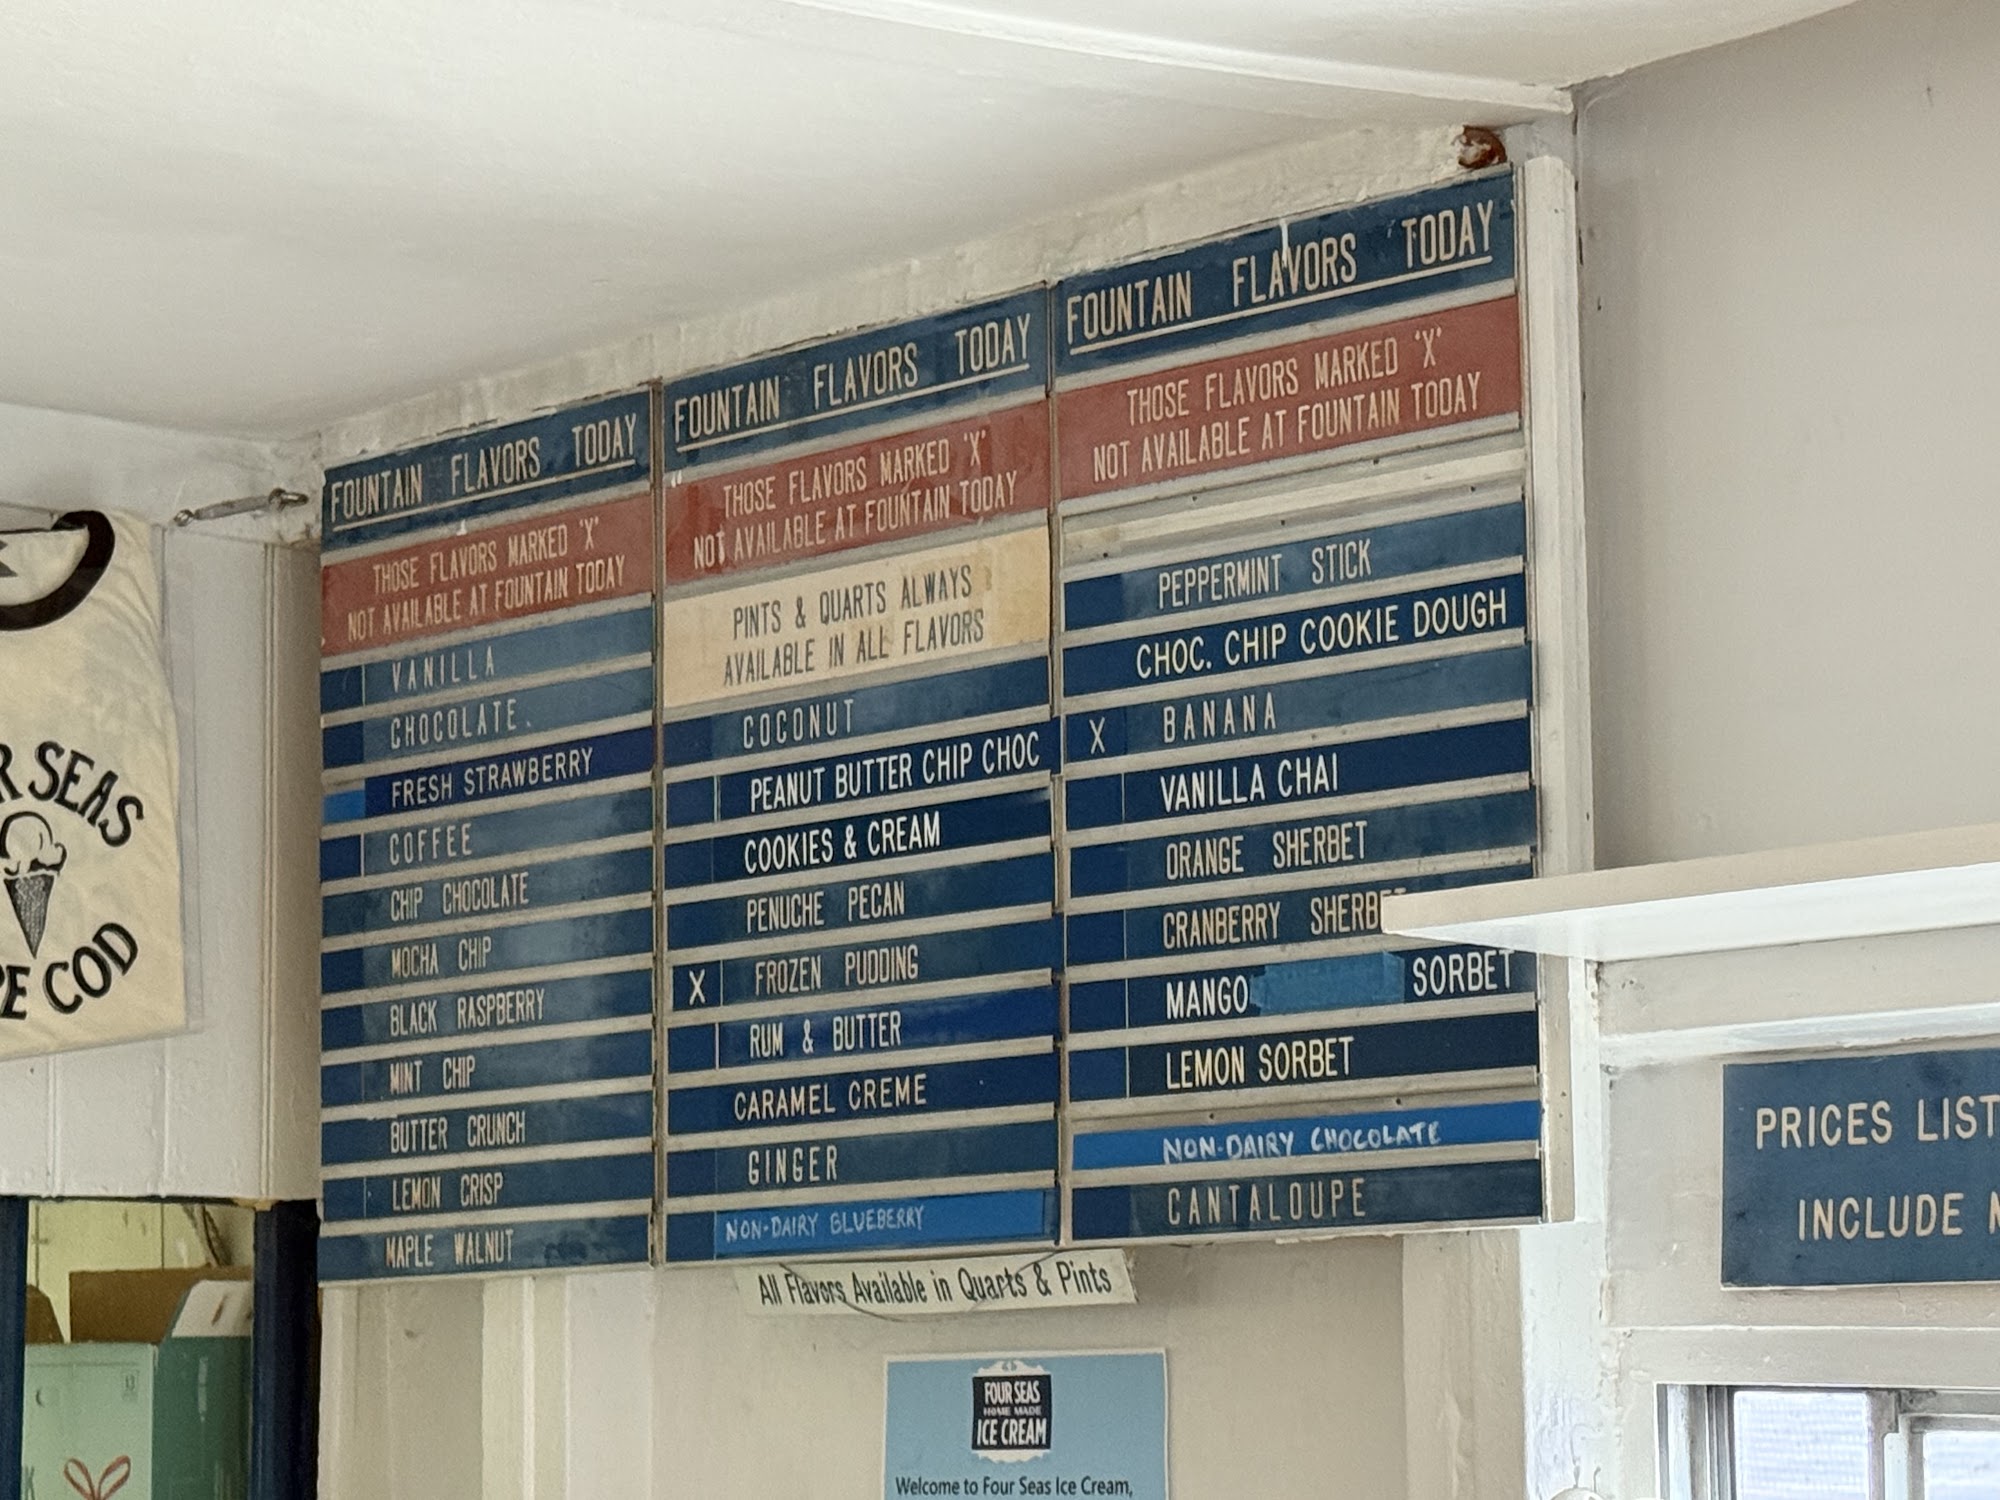 FOUNTAIN FLAVORS TODAY
THOSE FLAVORS MARKED 'X'
NOT AVAILABLE AT FOUNTAIN TODAY
VANILLA
CHOCOLATE
FRESH STRAWBERRY
COFFEE
CHIP CHOCOLATE
MOCHA CHIP
BLACK RASPBERRY
MINT CHIP
BUTTER CRUNCH
LEMON CRISP
MAPLE WALNUT
FOUNTAIN FLAVORS TODAY
THOSE FLAVORS MARKED 'X'
NOT AVAILABLE AT FOUNTAIN TODAY
PINTS & QUARTS ALWAYS
AVAILABLE IN ALL FLAVORS
COCONUT
PEANUT BUTTER CHIP CHOC
COOKIES & CREAM
PENUCHE PECAN
X FROZEN PUDDING
RUM & BUTTER
CARAMEL CREME
GINGER
NON-DAIRY BLUEBERRY
FOUNTAIN FLAVORS TODAY
THOSE FLAVORS MARKED 'X'
NOT AVAILABLE AT FOUNTAIN TODAY
PEPPERMINT STICK
CHOC. CHIP COOKIE DOUGH
X BANANA
VANILLA CHAI
ORANGE SHERBET
CRANBERRY SHERBET
MANGO SORBET
LEMON SORBET
NON-DAIRY CHOCOLATE
CANTALOUPE
All Flavors Available in Quarts & Pints
FOUR SEAS
HOME MADE
ICE CREAM
Welcome to Four Seas Ice Cream,
R SEAS
PE COD
PRICES LIST
INCLUDE